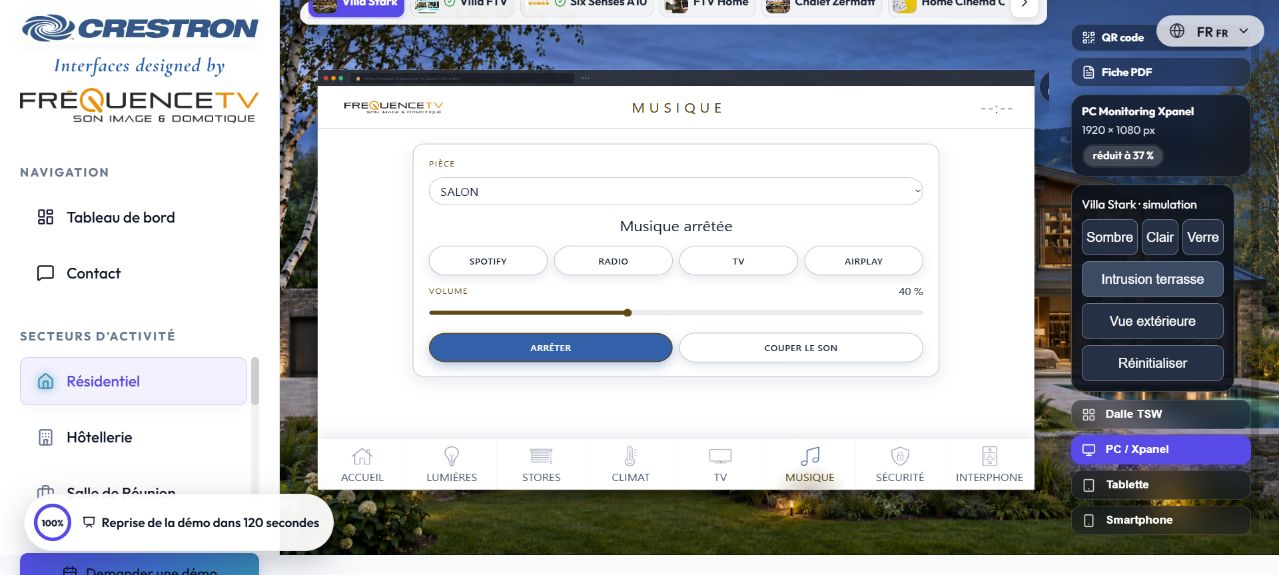 CRESTRON
Interfaces designed by
FRÉQUENCETV
SON IMAGE & DOMOTIQUE
NAVIGATION
Tableau de bord
Contact
SECTEURS D'ACTIVITÉ
Résidentiel
Hôtellerie
Salle de Réunion
100%
Reprise de la démo dans 120 secondes
Demander une démo
Villa Stark
Villa FTV
Six Senses A10
FTV Home
Chalet Zermatt
Home Cinema C
FRÉQUENCETV
SON IMAGE & DOMOTIQUE
MUSIQUE
--:--
PIÈCE
SALON
Musique arrêtée
SPOTIFY
RADIO
TV
AIRPLAY
VOLUME
40 %
ARRÊTER
COUPER LE SON
ACCUEIL
LUMIÈRES
STORES
CLIMAT
TV
MUSIQUE
SÉCURITÉ
INTERPHONE
QR code
FR FR
Fiche PDF
PC Monitoring Xpanel
1920 × 1080 px
réduit à 37 %
Villa Stark · simulation
Sombre
Clair
Verre
Intrusion terrasse
Vue extérieure
Réinitialiser
Dalle TSW
PC / Xpanel
Tablette
Smartphone